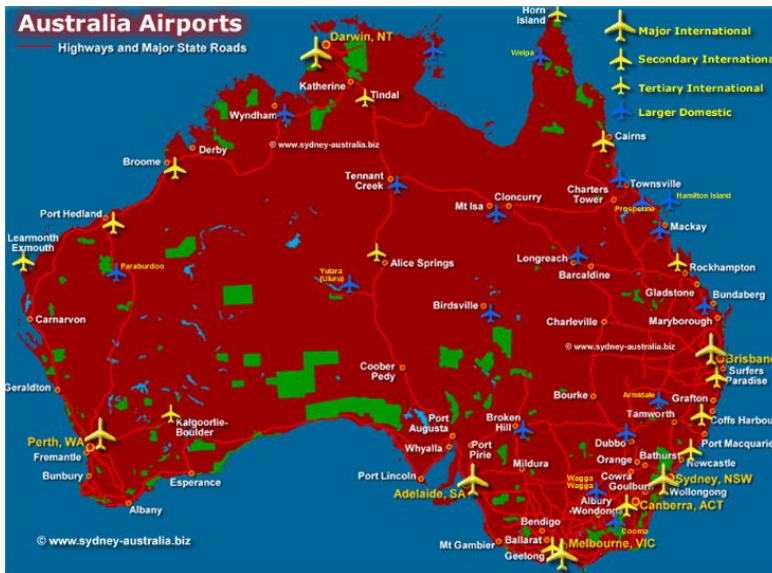 Australia Airports
Highways and Major State Roads
Major International
Secondary International
Tertiary International
Larger Domestic
Horn
Island
Darwin, NT
Weipa
Katherine
Tindal
Wyndham
Cairns
© www.sydney-australia.biz
Derby
Broome
Tennant
Creek
Mt Isa
Cloncurry
Charters
Tower
Townsville
Hamilton Island
Prosperine
Mackay
Port Hedland
Learmonth
Exmouth
Paraburdoo
Alice Springs
Yulara
(Uluru)
Longreach
Barcaldine
Rockhampton
Gladstone
Bundaberg
Birdsville
Carnarvon
Charleville
Maryborough
© www.sydney-australia.biz
Brisbane
Surfers
Paradise
Coober
Pedy
Geraldton
Bourke
Armidale
Grafton
Tamworth
Coffs Harbou
Kalgoorlie-
Boulder
Port
Augusta
Broken
Hill
Perth, WA
Fremantle
Whyalla
Port
Pirie
Dubbo
Port Macquarie
Bunbury
Esperance
Port Lincoln
Mildura
Orange
Bathurst
Newcastle
Cowra
Goulburn
Sydney, NSW
Wollongong
Adelaide, SA
Wagga
Wagga
Albury
-Wondonga
Canberra, ACT
Albany
Cooma
Bendigo
Ballarat
Geelong
Melbourne, VIC
Mt Gambier
© www.sydney-australia.biz